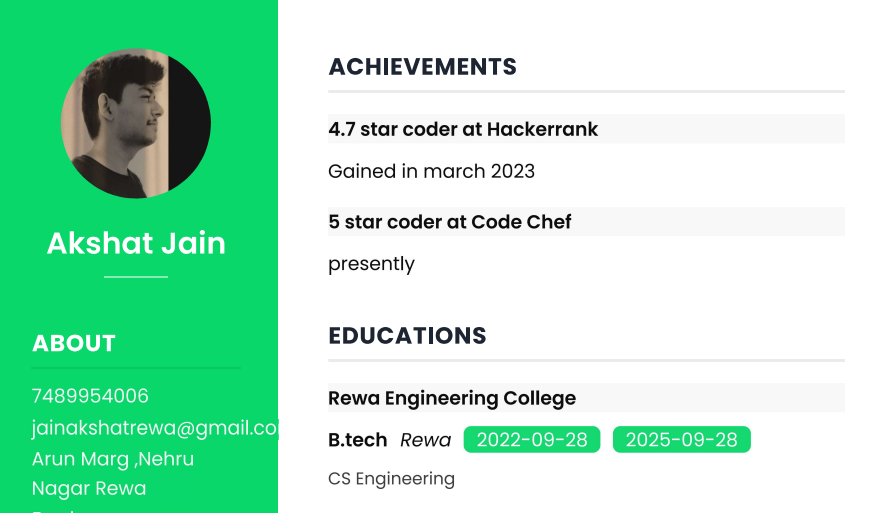 Akshat Jain
ABOUT
7489954006
jainakshatrewa@gmail.co
Arun Marg ,Nehru
Nagar Rewa
ACHIEVEMENTS
4.7 star coder at Hackerrank
Gained in march 2023
5 star coder at Code Chef
presently
EDUCATIONS
Rewa Engineering College
B.tech Rewa 2022-09-28 2025-09-28
CS Engineering